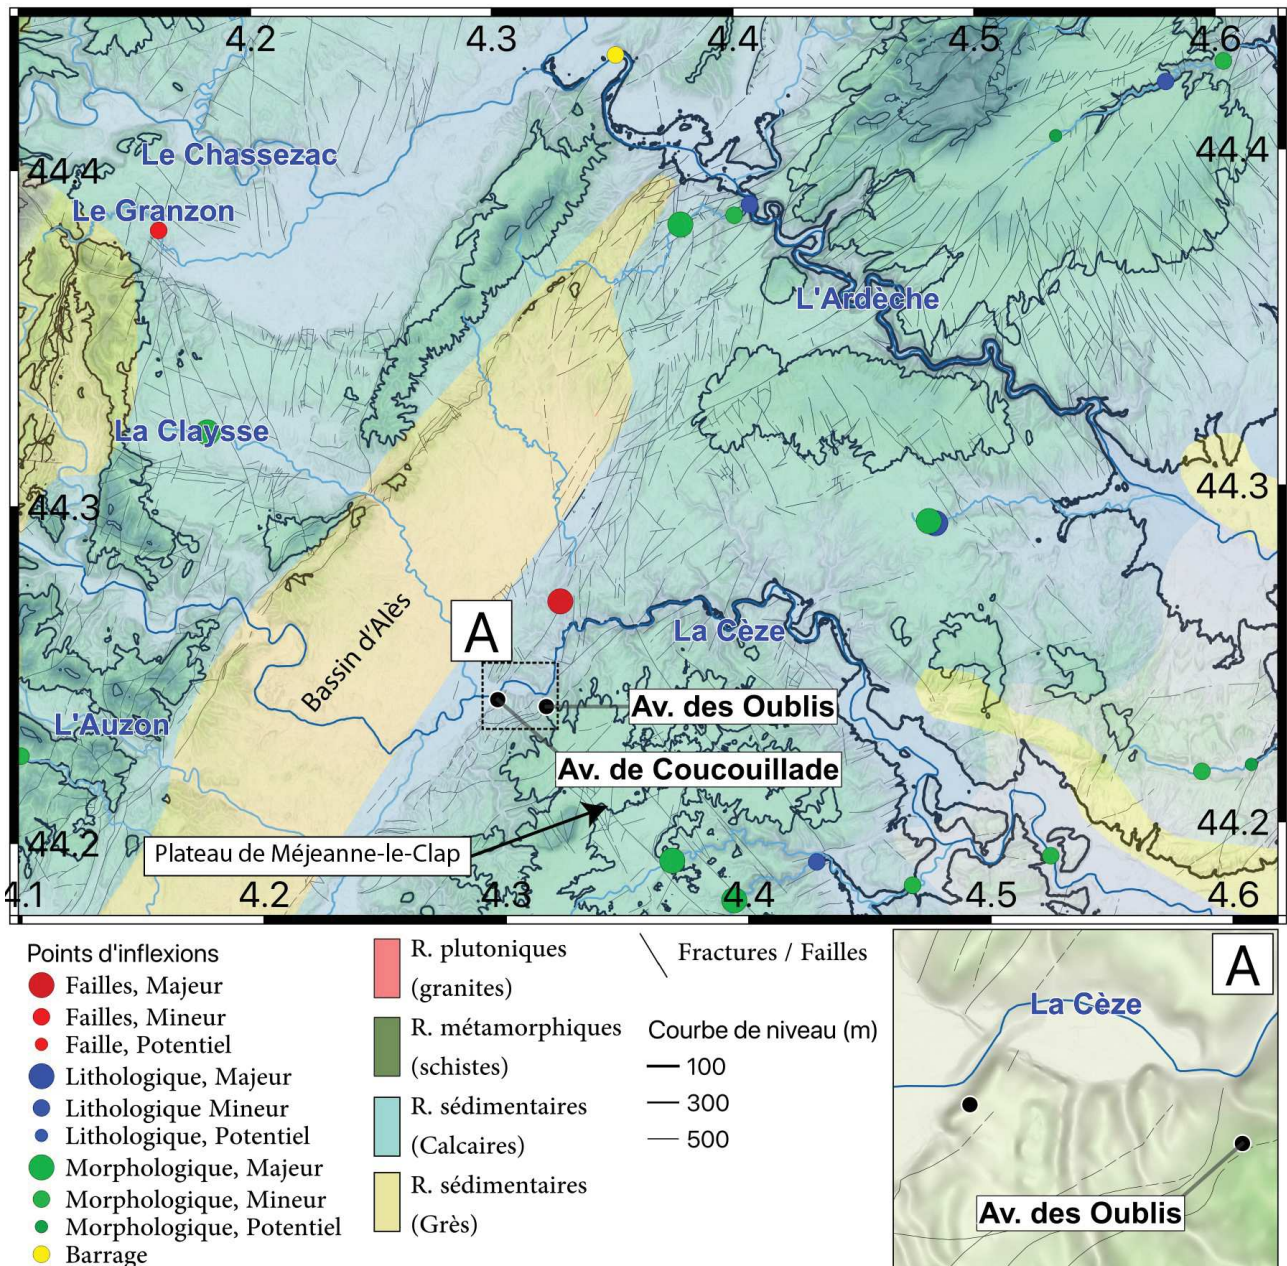 4.2 4.3 4.4 4.5 4.6
Le Chassezac
44.4 44.4
Le Granzon
L'Ardèche
La Claysse
44.3 44.3
Bassin d'Alès
A
La Cèze
L'Auzon
Av. des Oublis
Av. de Coucouillade
Plateau de Méjeanne-le-Clap
44.2 44.2
4.1 4.2 4.3 4.4 4.5 4.6
Points d'inflexions
Failles, Majeur
Failles, Mineur
Faille, Potentiel
Lithologique, Majeur
Lithologique Mineur
Lithologique, Potentiel
Morphologique, Majeur
Morphologique, Mineur
Morphologique, Potentiel
Barrage
R. plutoniques
(granites)
R. métamorphiques
(schistes)
R. sédimentaires
(Calcaires)
R. sédimentaires
(Grès)
Fractures / Failles
Courbe de niveau (m)
100
300
500
A
La Cèze
Av. des Oublis